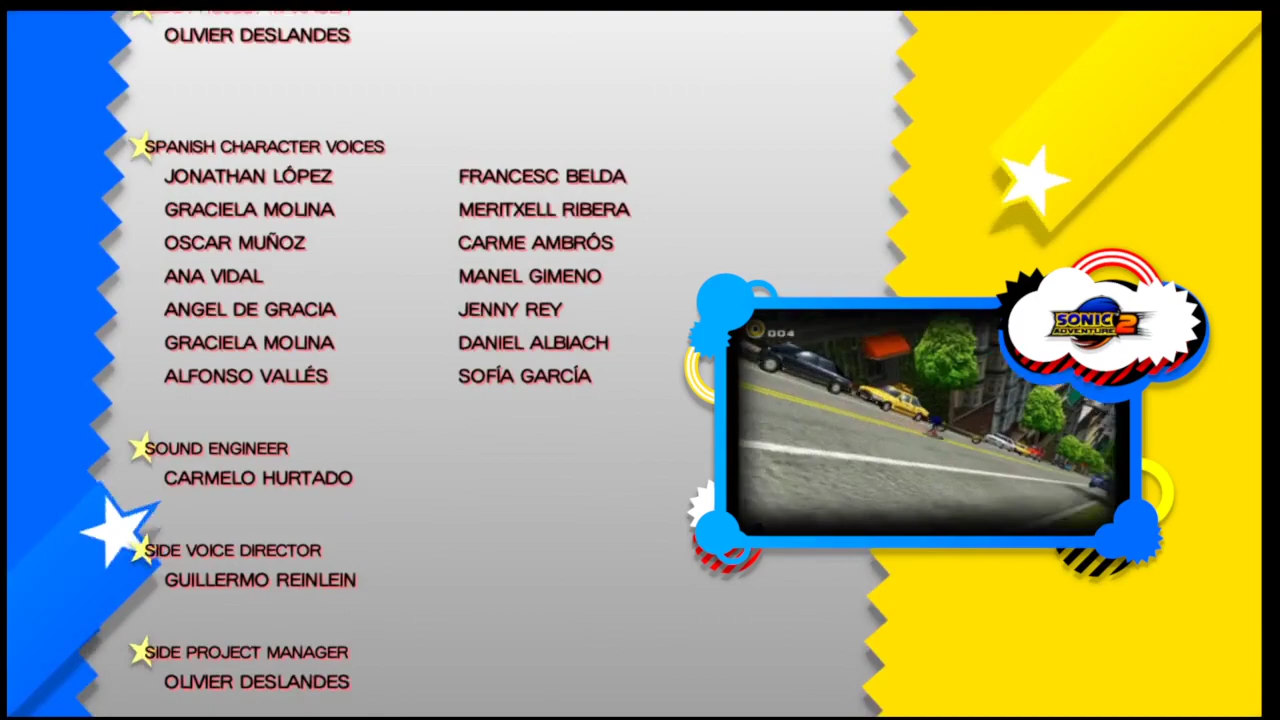 OLIVIER DESLANDES
SPANISH CHARACTER VOICES
JONATHAN LÓPEZ FRANCESC BELDA
GRACIELA MOLINA MERITXELL RIBERA
OSCAR MUÑOZ CARME AMBRÓS
ANA VIDAL MANEL GIMENO
ANGEL DE GRACIA JENNY REY
GRACIELA MOLINA DANIEL ALBIACH
ALFONSO VALLÉS SOFÍA GARCÍA
SOUND ENGINEER
CARMELO HURTADO
SIDE VOICE DIRECTOR
GUILLERMO REINLEIN
SIDE PROJECT MANAGER
OLIVIER DESLANDES
SONIC
ADVENTURE 2
004